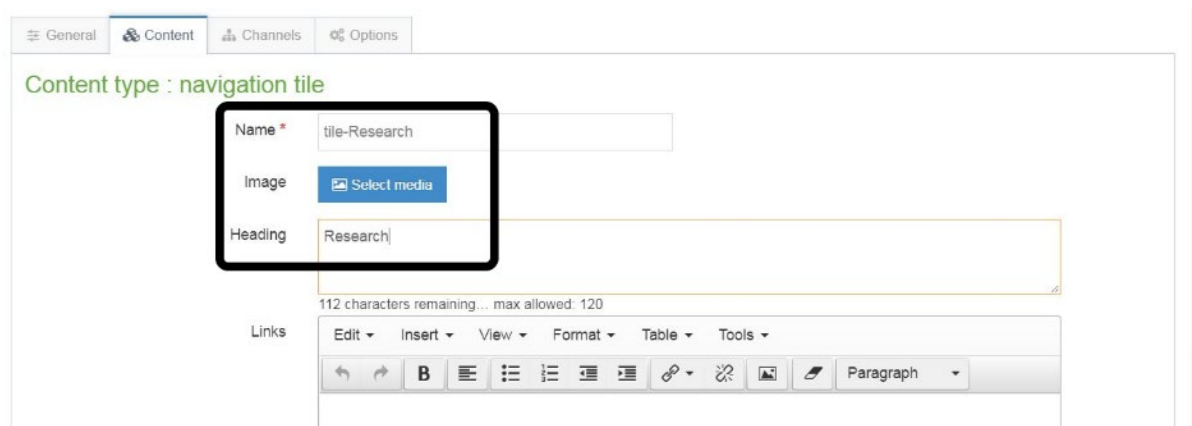 General Content Channels Options
Content type : navigation tile
Name * tile-Research
Image Select media
Heading Research
112 characters remaining... max allowed: 120
Links Edit Insert View Format Table Tools
B Paragraph